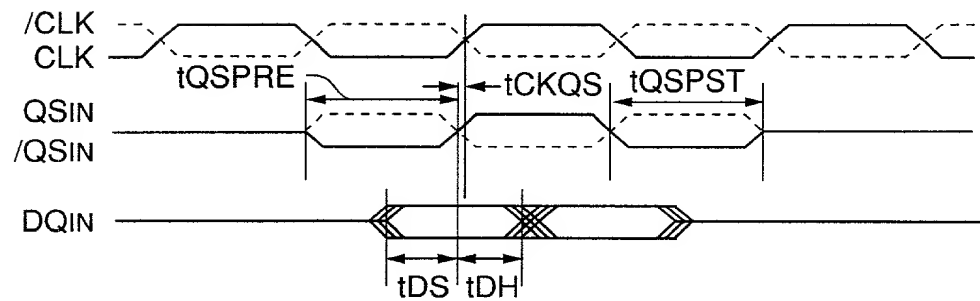 /CLK
CLK
tQSPRE
tCKQS
tQSPST
QSIN
/QSIN
DQIN
tDS
tDH